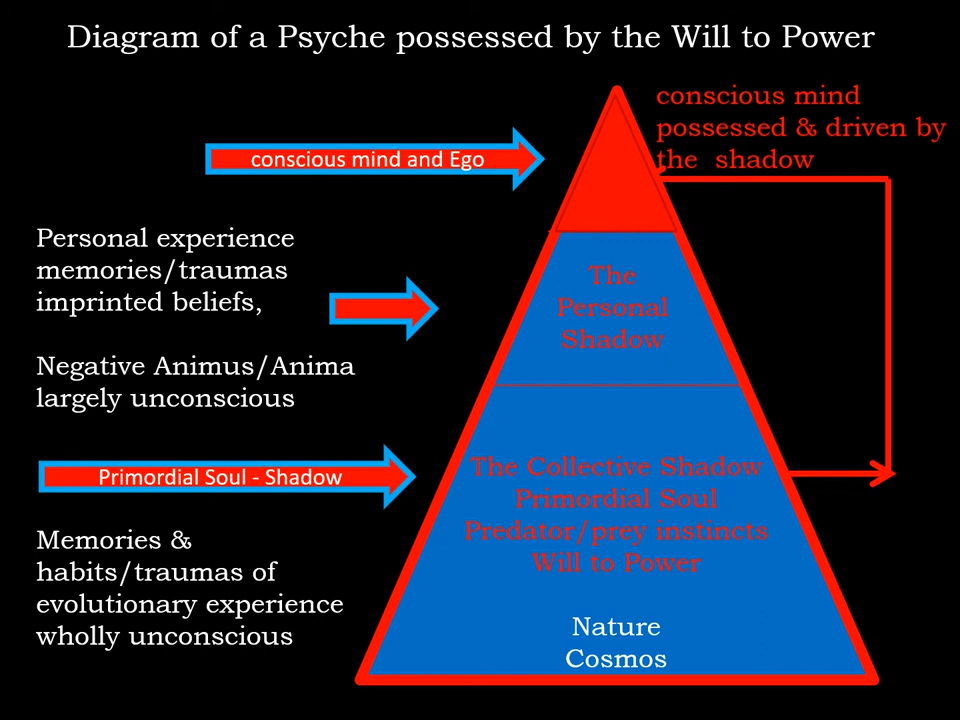 Diagram of a Psyche possessed by the Will to Power
conscious mind
possessed & driven by
the shadow
conscious mind and Ego
Personal experience
memories/traumas
imprinted beliefs,
Negative Animus/Anima
largely unconscious
The
Personal
Shadow
Primordial Soul - Shadow
The Collective Shadow
Primordial Soul
Predator/prey instincts
Will to Power
Memories &
habits/traumas of
evolutionary experience
wholly unconscious
Nature
Cosmos